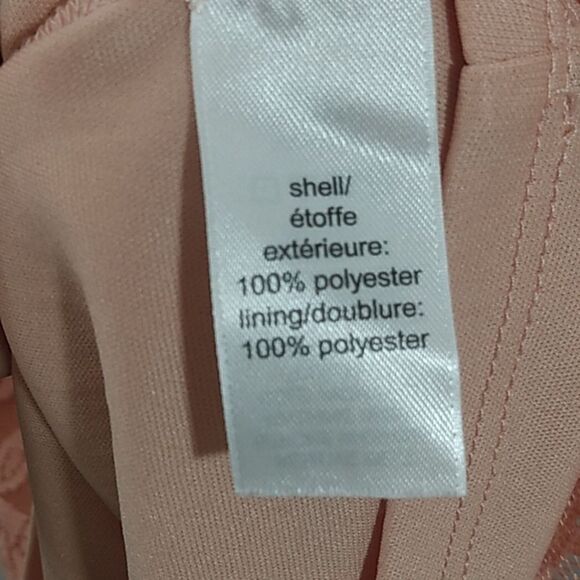 shell/
étoffe
extérieure:
100% polyester
lining/doublure:
100% polyester